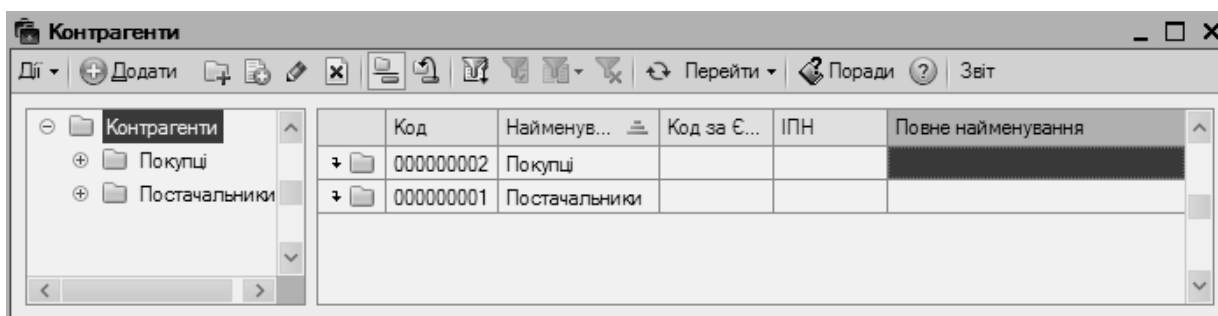 Контрагенти
Дії Додати Перейти Поради ? Звіт
Контрагенти
Покупці
Постачальники
Код Найменув... Код за Є... ІПН Повне найменування
000000002 Покупці
000000001 Постачальники